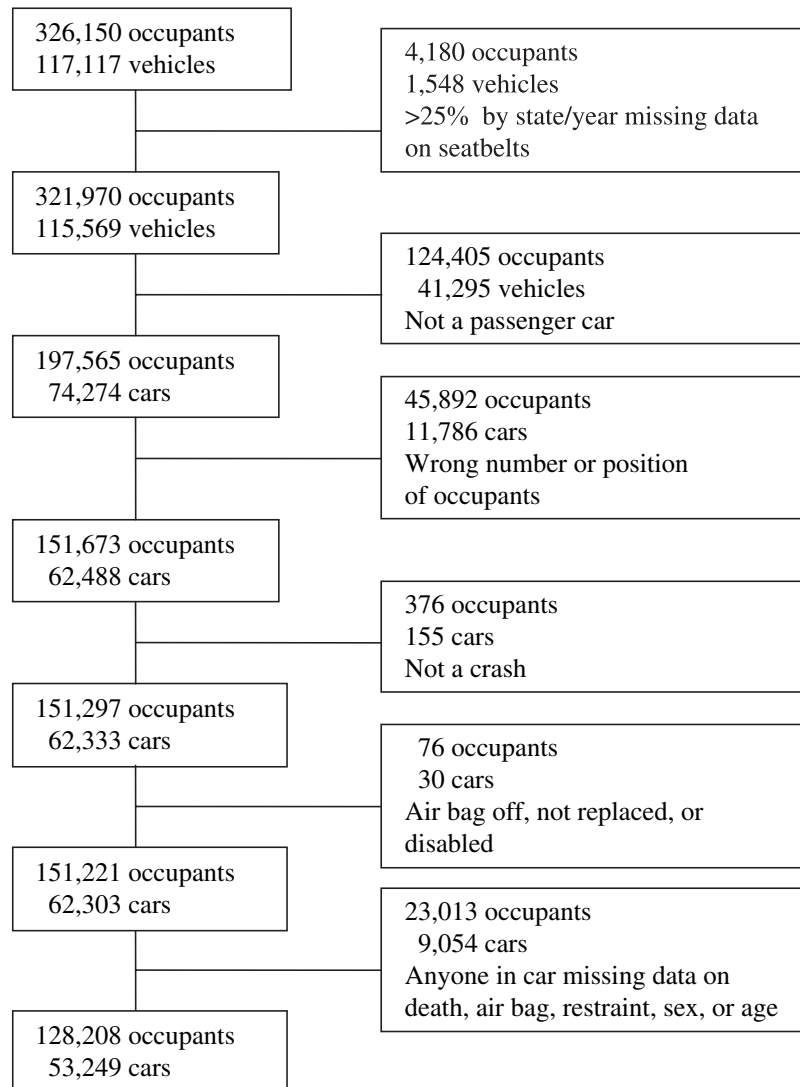 326,150 occupants
117,117 vehicles
4,180 occupants
1,548 vehicles
>25% by state/year missing data
on seatbelts
321,970 occupants
115,569 vehicles
124,405 occupants
41,295 vehicles
Not a passenger car
197,565 occupants
74,274 cars
45,892 occupants
11,786 cars
Wrong number or position
of occupants
151,673 occupants
62,488 cars
376 occupants
155 cars
Not a crash
151,297 occupants
62,333 cars
76 occupants
30 cars
Air bag off, not replaced, or
disabled
151,221 occupants
62,303 cars
23,013 occupants
9,054 cars
Anyone in car missing data on
death, air bag, restraint, sex, or age
128,208 occupants
53,249 cars